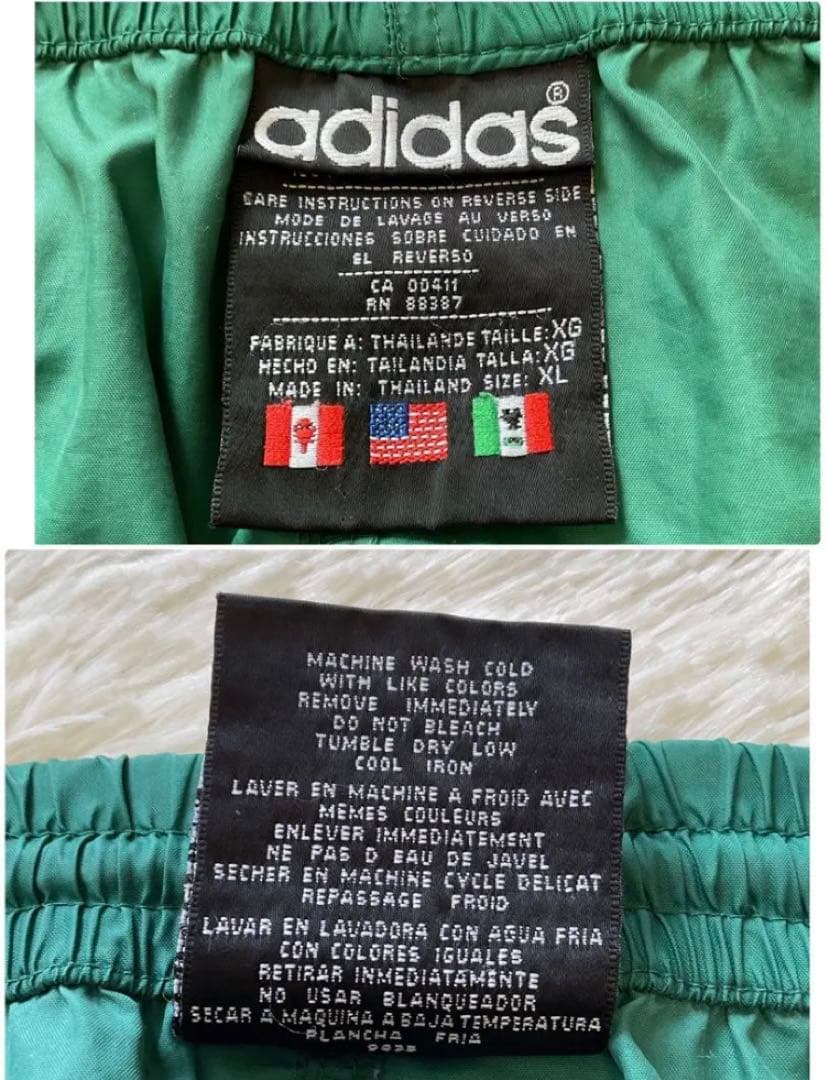 adidas®
CARE INSTRUCTIONS ON REVERSE SIDE
MODE DE LAVAGE AU VERSO
INSTRUCCIONES SOBRE CUIDADO EN
EL REVERSO
CA 00411
RN 88387
FABRIQUE A: THAILANDE TAILLE: XG
HECHO EN: TAILANDIA TALLA: XG
MADE IN: THAILAND SIZE: XL
MACHINE WASH COLD
WITH LIKE COLORS
REMOVE IMMEDIATELY
DO NOT BLEACH
TUMBLE DRY LOW
COOL IRON
LAVER EN MACHINE A FROID AVEC
MEMES COULEURS
ENLEVER IMMEDIATEMENT
NE PAS D EAU DE JAVEL
SECHER EN MACHINE CYCLE DELICAT
REPASSAGE FROID
LAVAR EN LAVADORA CON AGUA FRIA
CON COLORES IGUALES
RETIRAR INMEDIATAMENTE
NO USAR BLANQUEADOR
SECAR A MAQUINA A BAJA TEMPERATURA
PLANCHA FRIA